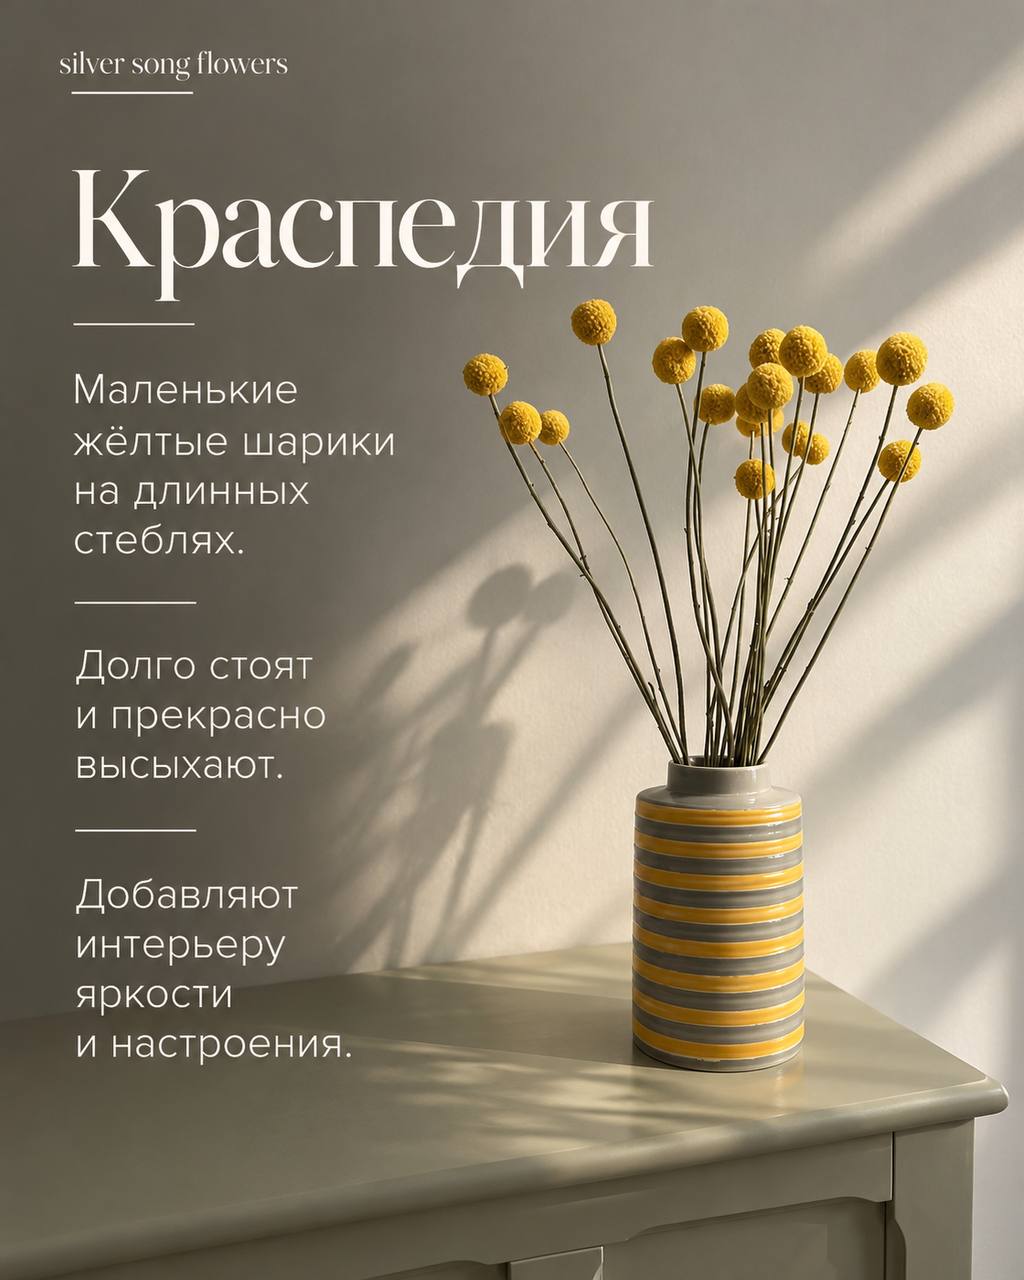 silver song flowers
Краспедия
Маленькие
жёлтые шарики
на длинных
стеблях.
Долго стоят
и прекрасно
высыхают.
Добавляют
интерьеру
яркости
и настроения.